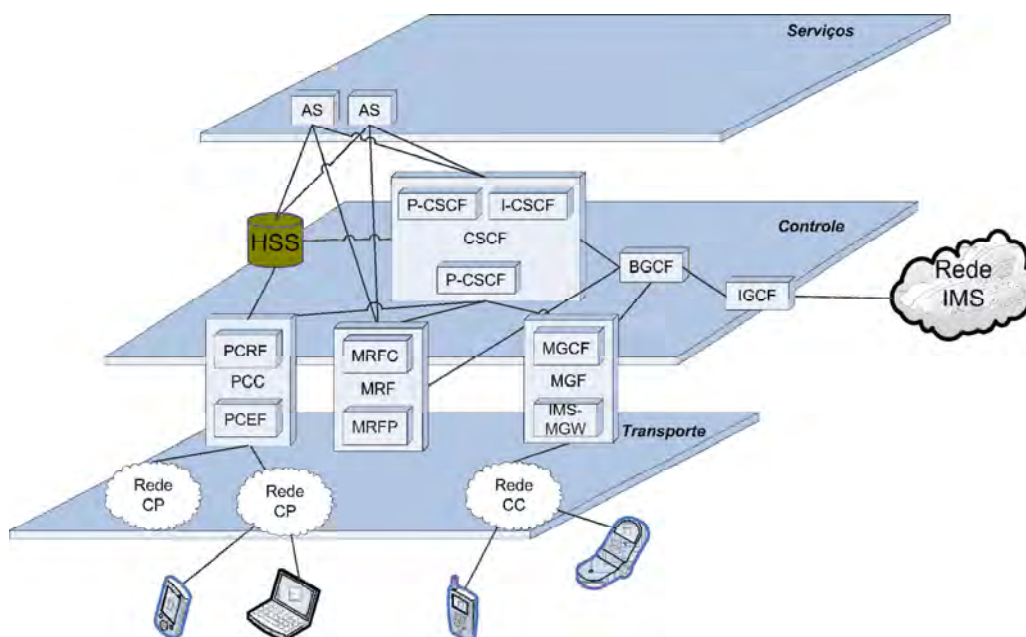 Serviços
AS
AS
P-CSCF
I-CSCF
CSCF
P-CSCF
HSS
Controle
BGCF
IGCF
Rede
IMS
PCRF
PCC
PCEF
MRFC
MRF
MRFP
MGCF
MGF
IMS-
MGW
Transporte
Rede
CP
Rede
CP
Rede
CC